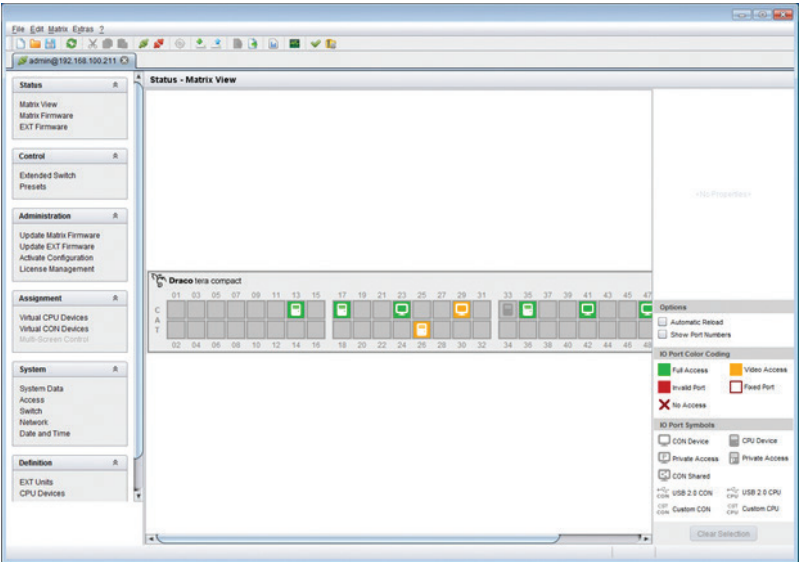 File Edit Matrix Extras ?
admin@192.168.100.211
Status
Matrix View
Matrix Firmware
EXT Firmware
Control
Extended Switch
Presets
Administration
Update Matrix Firmware
Update EXT Firmware
Activate Configuration
License Management
Assignment
Virtual CPU Devices
Virtual CON Devices
Multi-Screen Control
System
System Data
Access
Switch
Network
Date and Time
Definition
EXT Units
CPU Devices
Status - Matrix View
Draco tera compact
01 03 05 07 09 11 13 15 17 19 21 23 25 27 29 31 33 35 37 39 41 43 45 47
C
A
T
02 04 06 08 10 12 14 16 18 20 22 24 26 28 30 32 34 36 38 40 42 44 46 48
<No Properties>
Options
Automatic Reload
Show Port Numbers
IO Port Color Coding
Full Access Video Access
Invalid Port Fixed Port
No Access
IO Port Symbols
CON Device CPU Device
Private Access Private Access
CON Shared
USB 2.0 CON USB 2.0 CPU
Custom CON Custom CPU
Clear Selection